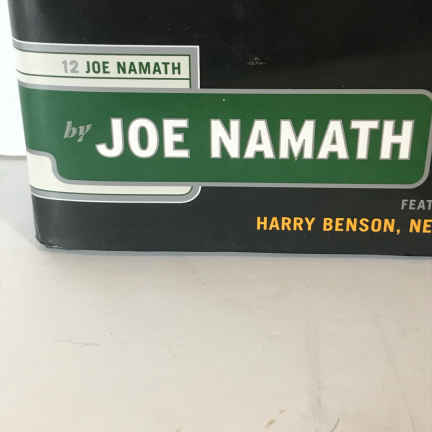 12 JOE NAMATH
by JOE NAMATH
FEAT
HARRY BENSON, NE